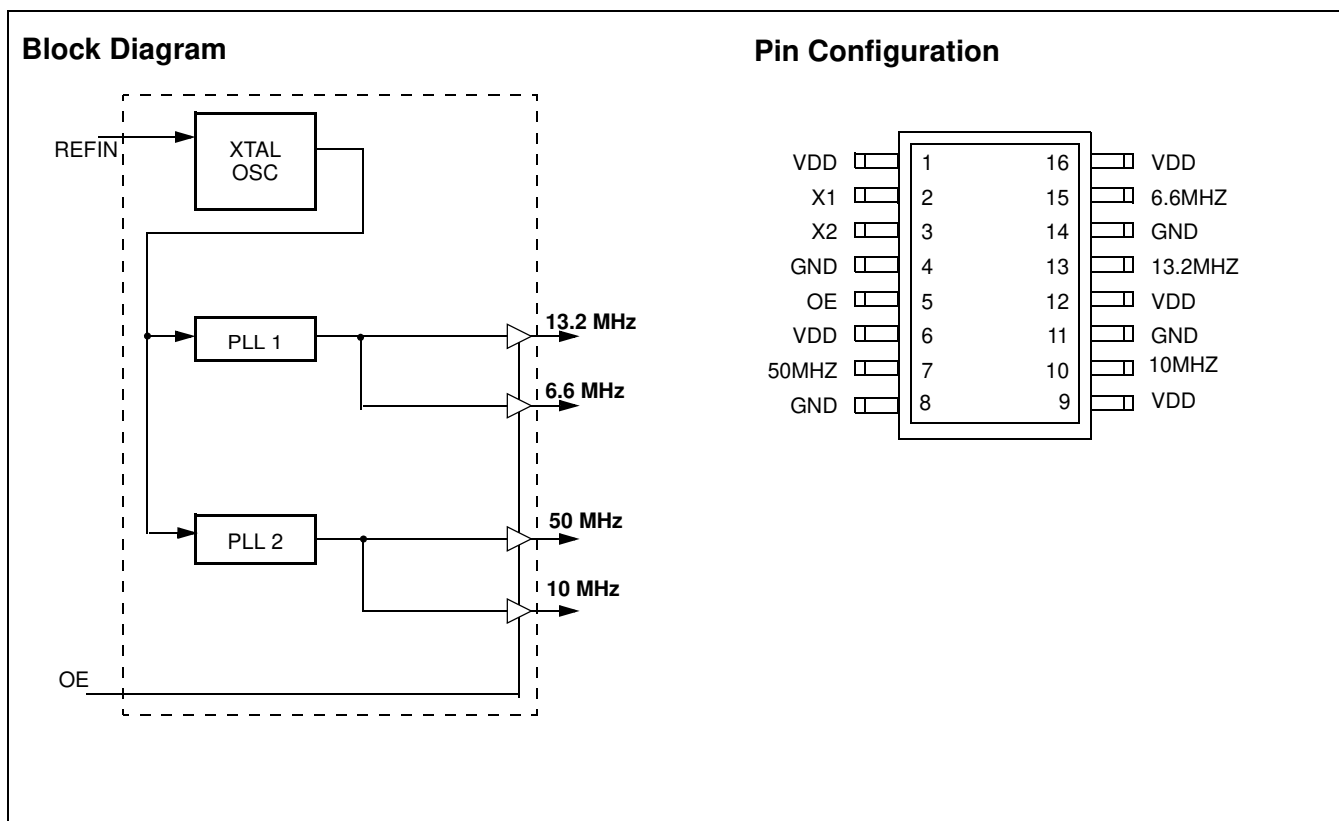 Block Diagram
REFIN
XTAL
OSC
PLL 1
13.2 MHz
6.6 MHz
PLL 2
50 MHz
10 MHz
OE
Pin Configuration
VDD 1 16 VDD
X1 2 15 6.6MHZ
X2 3 14 GND
GND 4 13 13.2MHZ
OE 5 12 VDD
VDD 6 11 GND
50MHZ 7 10 10MHZ
GND 8 9 VDD